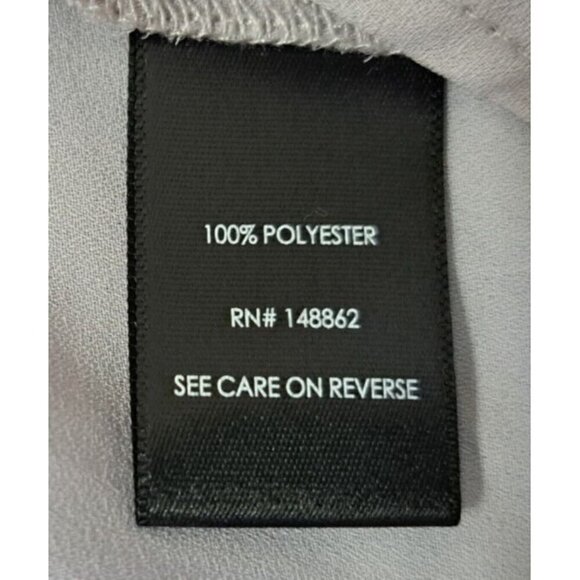 100% POLYESTER
RN# 148862
SEE CARE ON REVERSE